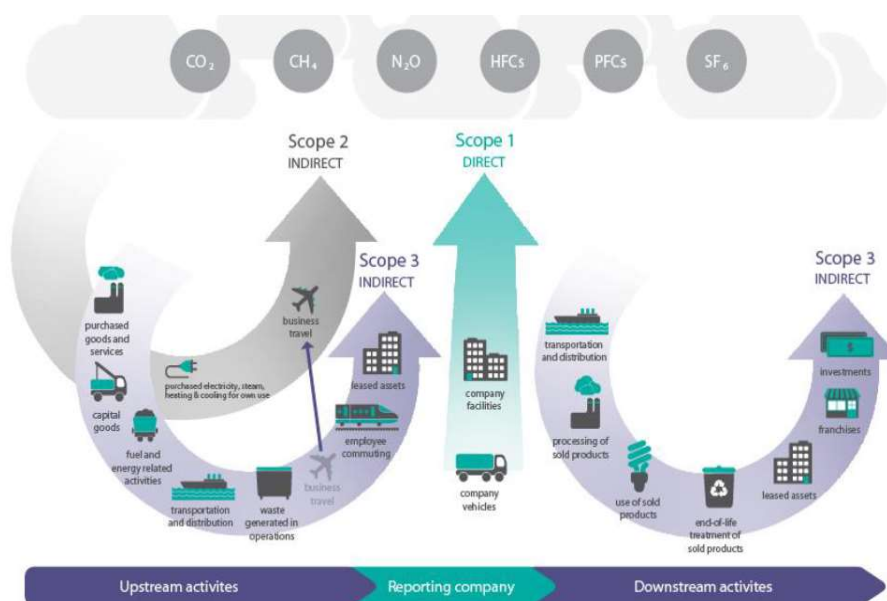 CO₂
CH₄
N₂O
HFCs
PFCs
SF₆
Scope 2
INDIRECT
Scope 1
DIRECT
Scope 3
INDIRECT
Scope 3
INDIRECT
purchased
goods and
services
capital
goods
fuel and
energy related
activities
purchased electricity, steam,
heating & cooling for own use
transportation
and distribution
waste
generated in
operations
business
travel
business
travel
employee
commuting
leased assets
company
facilities
company
vehicles
transportation
and distribution
processing of
sold products
use of sold
products
end-of-life
treatment of
sold products
leased assets
franchises
investments
$
Upstream activites
Reporting company
Downstream activites